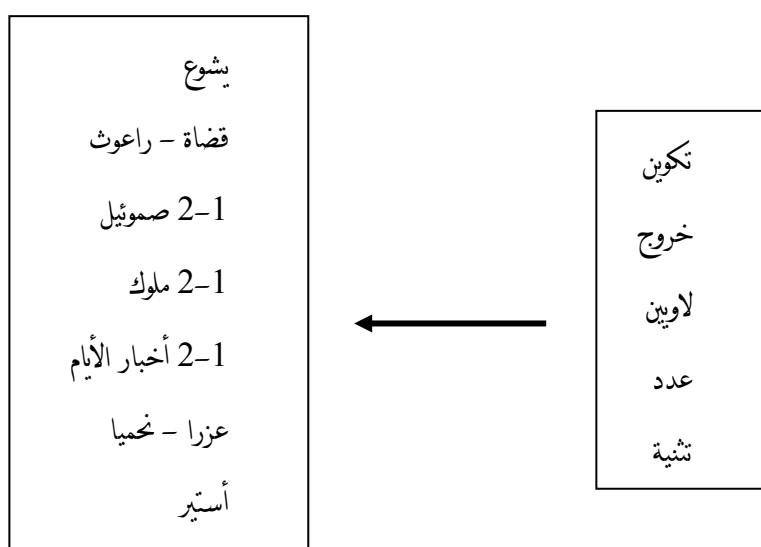 تكوين
خروج
لاويين
عدد
تثنية
يشوع
قضاة – راعوث
1–2 صموئيل
1–2 ملوك
1–2 أخبار الأيام
عزرا – نحميا
أستير